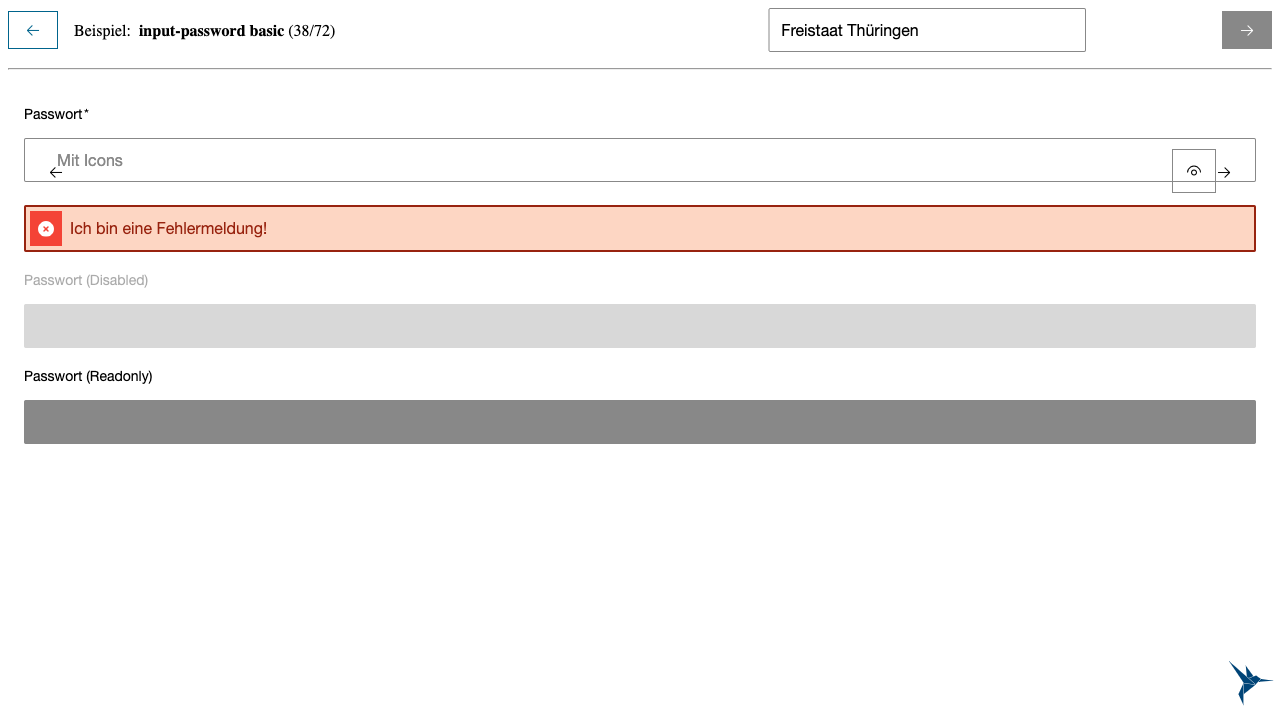 Beispiel: input-password basic (38/72)
Freistaat Thüringen
Passwort*
Mit Icons
Ich bin eine Fehlermeldung!
Passwort (Disabled)
Passwort (Readonly)